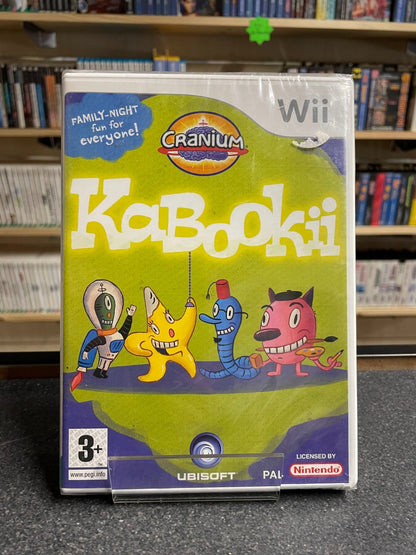 FAMILY-NIGHT
fun for
everyone!
Wii
CRANIUM
KaBookii
3+
www.pegi.info
UBISOFT
PAL
LICENSED BY
Nintendo